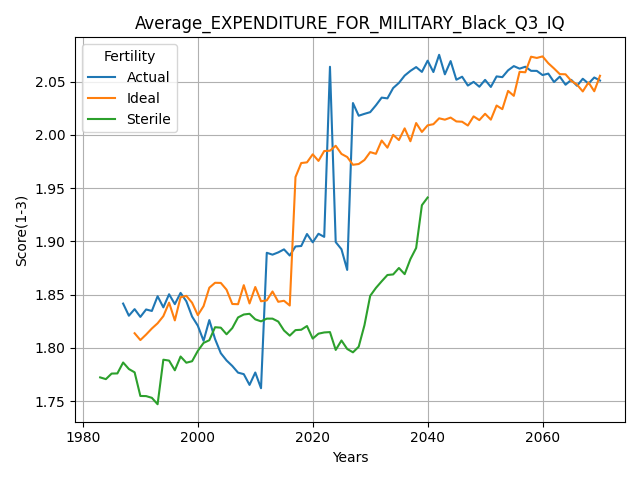 Average_EXPENDITURE_FOR_MILITARY_Black_Q3_IQ
Fertility
Actual
Ideal
Sterile
Score(1-3)
2.05
2.00
1.95
1.90
1.85
1.80
1.75
1980
2000
2020
2040
2060
Years